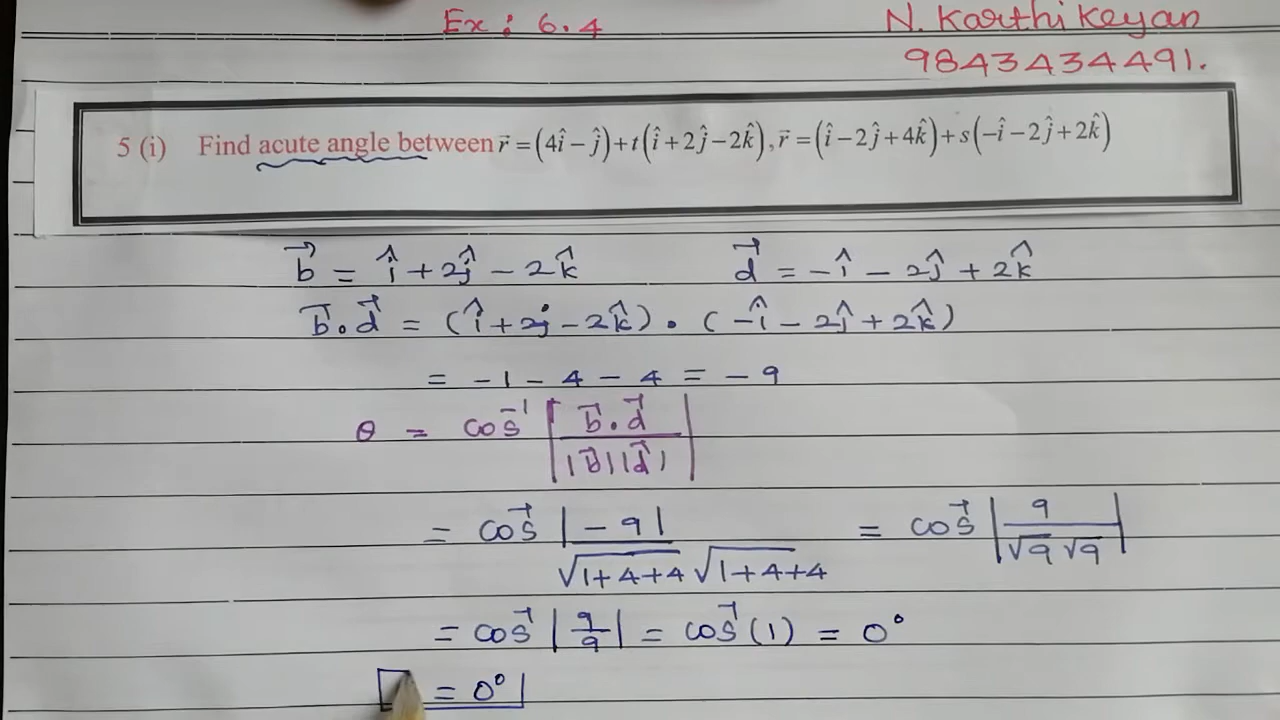 Ex: 6.4
N. Karthikeyan
9843434491.
5 (i) Find acute angle between r⃗ = (4î − ĵ) + t(î + 2ĵ − 2k̂), r⃗ = (î − 2ĵ + 4k̂) + s(−î − 2ĵ + 2k̂)
b⃗ = î + 2ĵ − 2k̂ d⃗ = −î − 2ĵ + 2k̂
b⃗ . d⃗ = (î + 2j − 2k̂) . (−î − 2ĵ + 2k̂)
= −1 − 4 − 4 = −9
θ = cos⁻¹ | b⃗ . d⃗ / |b⃗| |d⃗| |
= cos⁻¹ |−9| / √1+4+4 √1+4+4 = cos⁻¹ | 9 / √9 √9 |
= cos⁻¹ | 9/9 | = cos⁻¹ (1) = 0°
= 0°